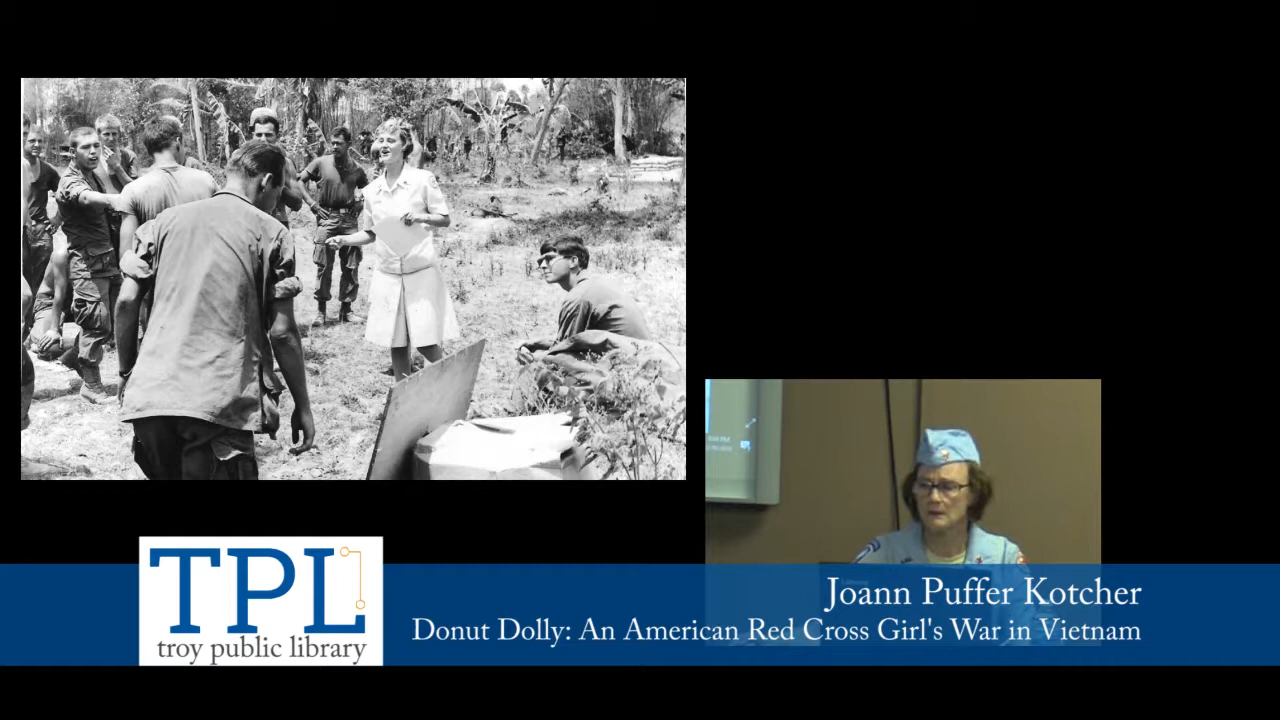 TPL
troy public library
Joann Puffer Kotcher
Donut Dolly: An American Red Cross Girl's War in Vietnam